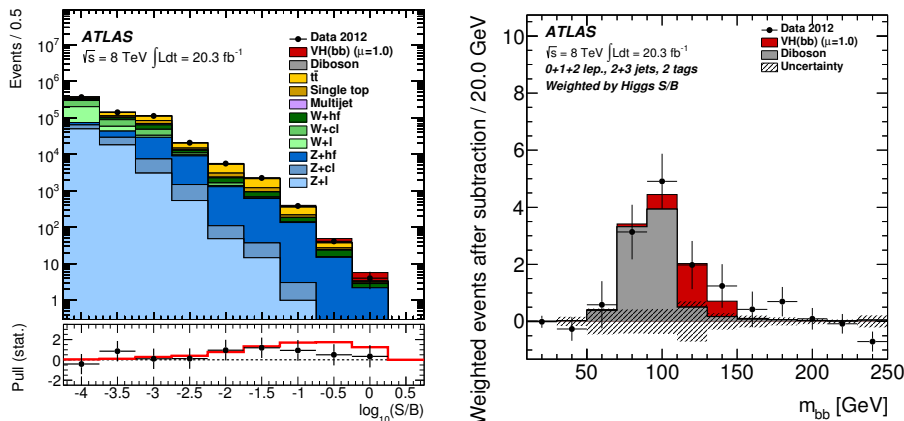 Events / 0.5
10⁷
10⁶
10⁵
10⁴
10³
10²
10
1
ATLAS
√s = 8 TeV ∫Ldt = 20.3 fb⁻¹
Data 2012
VH(bb) (μ=1.0)
Diboson
tt̄
Single top
Multijet
W+hf
W+cl
W+l
Z+hf
Z+cl
Z+l
Pull (stat.)
2
0
-2
-4 -3.5 -3 -2.5 -2 -1.5 -1 -0.5 0 0.5
log₁₀(S/B)
Weighted events after subtraction / 20.0 GeV
10
8
6
4
2
0
-2
-4
ATLAS
√s = 8 TeV ∫Ldt = 20.3 fb⁻¹
0+1+2 lep., 2+3 jets, 2 tags
Weighted by Higgs S/B
Data 2012
VH(bb) (μ=1.0)
Diboson
Uncertainty
50 100 150 200 250
m_bb [GeV]